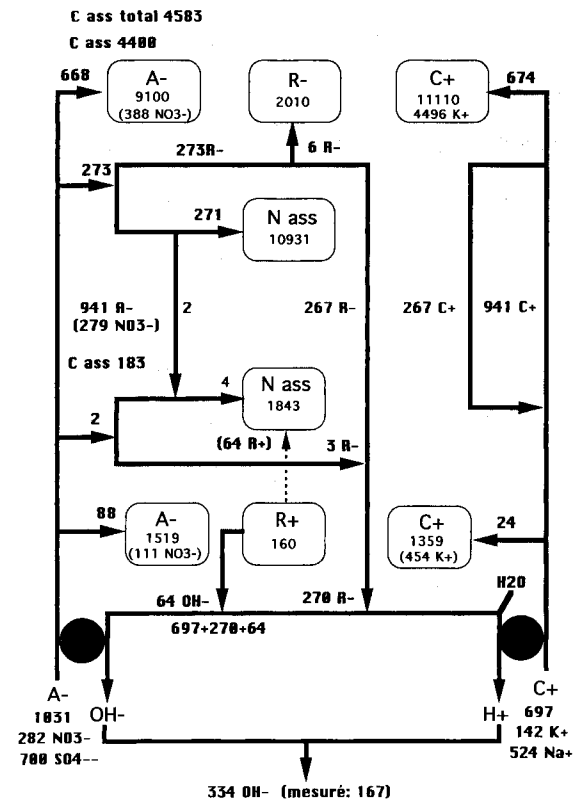 C ass total 4583
C ass 4400
668
A-
9100
(388 NO3-)
R-
2010
C+
11110
4496 K+
674
273R-
6 R-
273
271
N ass
10931
941 A-
(279 NO3-)
2
267 R-
267 C+
941 C+
C ass 183
4
N ass
1843
2
(64 R+)
3 R-
88
A-
1519
(111 NO3-)
R+
160
C+
1359
(454 K+)
24
H2O
64 OH-
270 R-
697+270+64
A-
1031
282 NO3-
700 SO4--
OH-
H+
C+
697
142 K+
524 Na+
334 OH- (mesuré: 167)